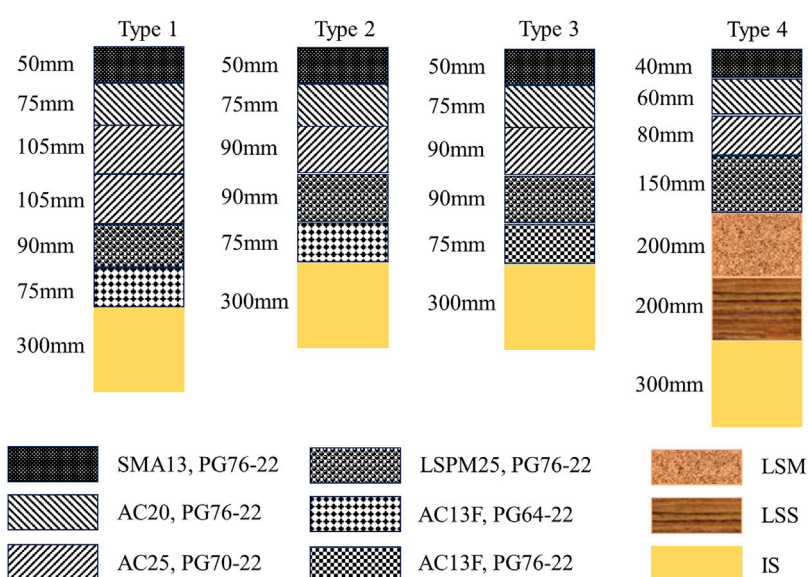 Type 1 Type 2 Type 3 Type 4
50mm 50mm 50mm 40mm
75mm 75mm 75mm 60mm
105mm 90mm 90mm 80mm
105mm 90mm 90mm 150mm
90mm 75mm 75mm 200mm
75mm 300mm 300mm 200mm
300mm 300mm
SMA13, PG76-22 LSPM25, PG76-22 LSM
AC20, PG76-22 AC13F, PG64-22 LSS
AC25, PG70-22 AC13F, PG76-22 IS